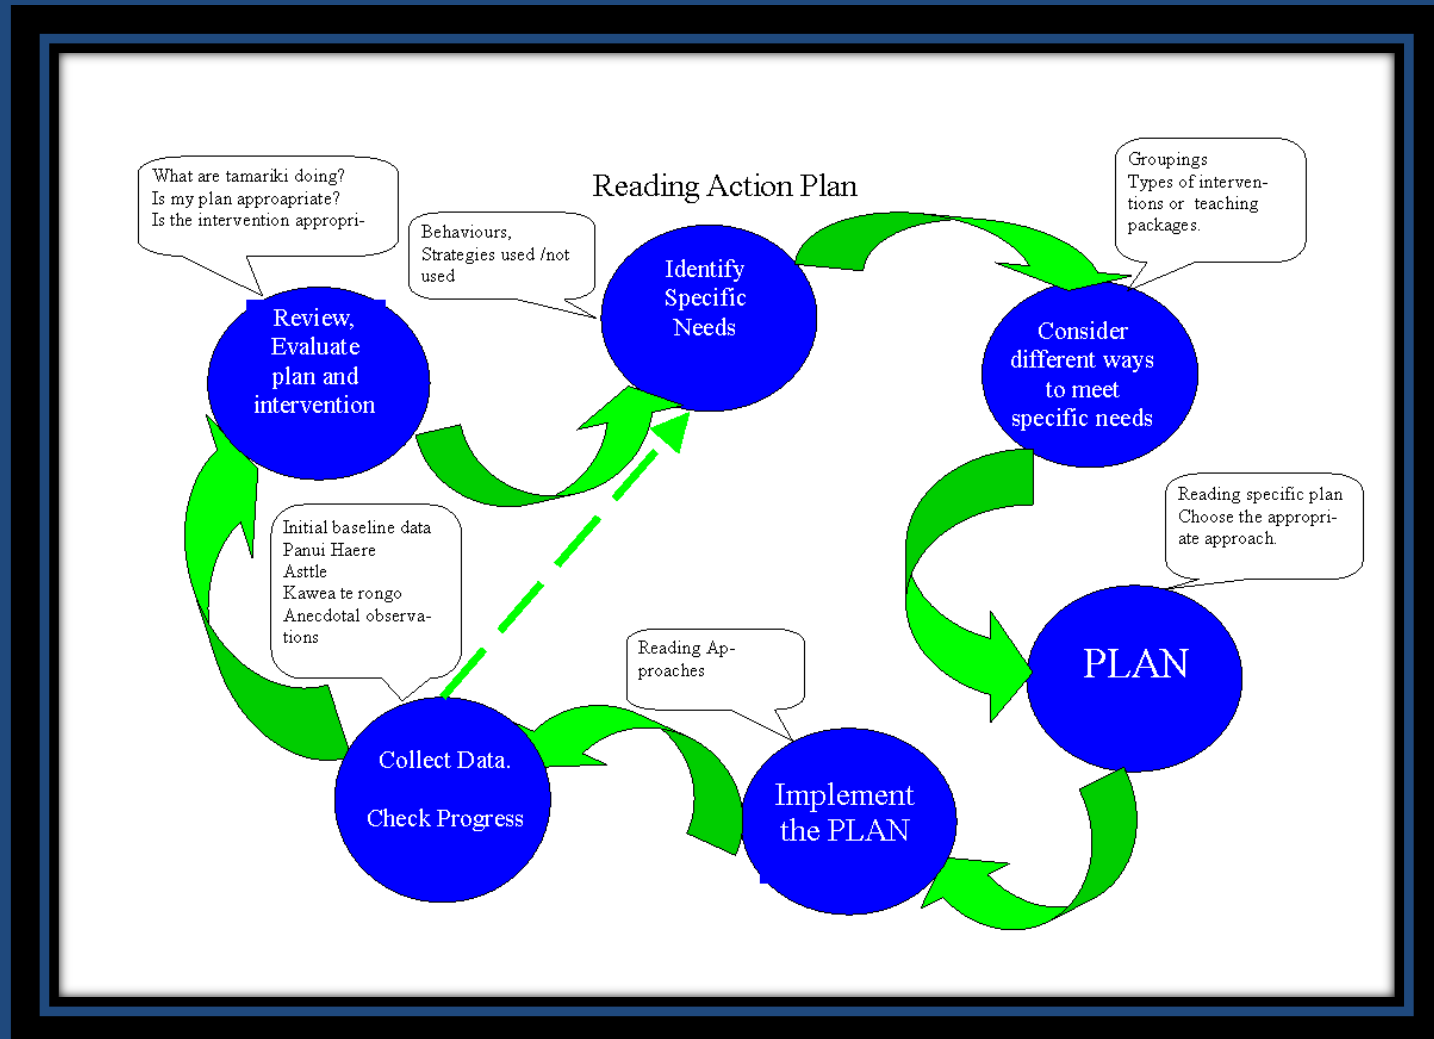 Reading Action Plan
What are tamariki doing?
Is my plan approapriate?
Is the intervention appropri-
Review,
Evaluate
plan and
intervention
Behaviours,
Strategies used /not
used
Identify
Specific
Needs
Groupings
Types of interven-
tions or teaching
packages.
Consider
different ways
to meet
specific needs
Reading specific plan
Choose the appropri-
ate approach.
PLAN
Reading Ap-
proaches
Implement
the PLAN
Initial baseline data
Panui Haere
Asttle
Kawea te rongo
Anecdotal observa-
tions
Collect Data.
Check Progress